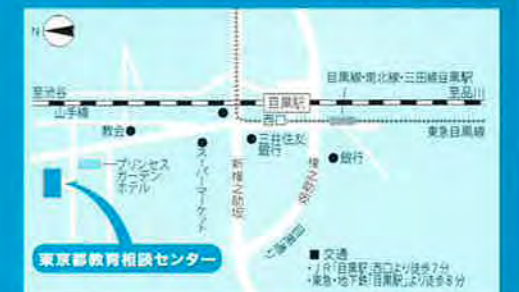 N
目黒線・南北線・三田線目黒駅
至渋谷
目黒駅
至品川
山手線
西口
東急目黒線
教会
三井住友
銀行
銀行
プリンセス
ガーデン
ホテル
スーパーマーケット
新権之助坂
権之助坂
目黒通り
東京都教育相談センター
■交通
・JR「目黒駅」西口より徒歩7分
・東急・地下鉄「目黒駅」より徒歩8分